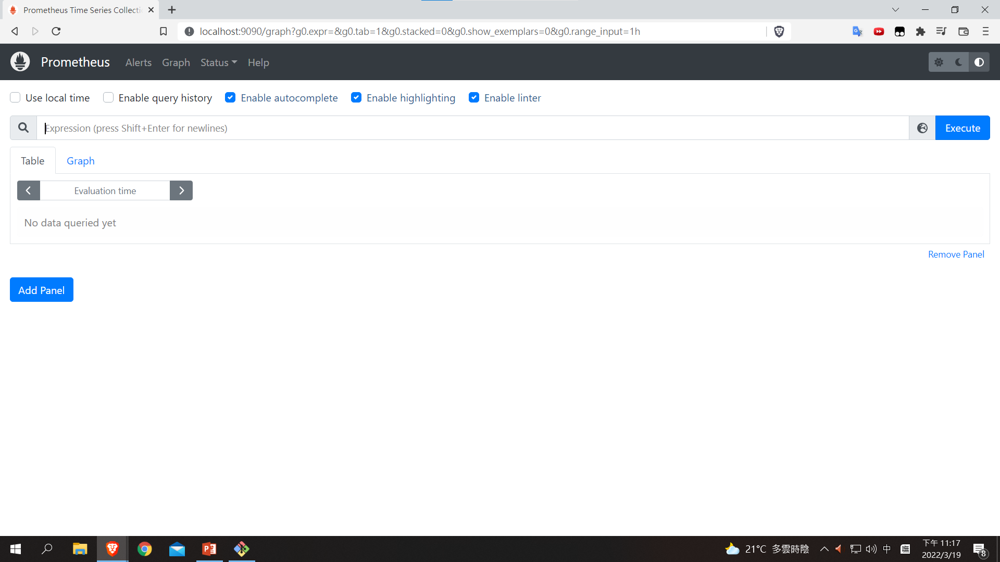 Prometheus Time Series Collecti
localhost:9090/graph?g0.expr=&g0.tab=1&g0.stacked=0&g0.show_exemplars=0&g0.range_input=1h
Prometheus Alerts Graph Status Help
Use local time Enable query history Enable autocomplete Enable highlighting Enable linter
Expression (press Shift+Enter for newlines) Execute
Table Graph
Evaluation time
No data queried yet
Remove Panel
Add Panel
21°C 多雲時陰 中 下午 11:17
2022/3/19 8